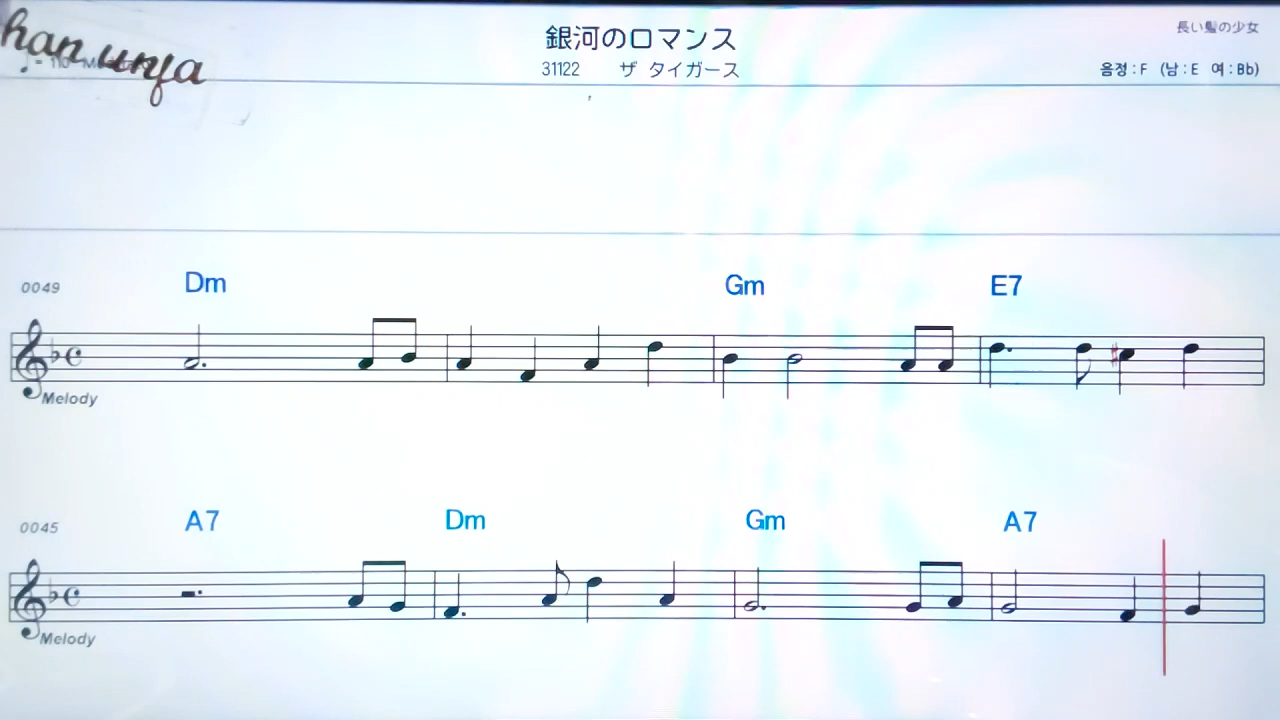 han unya
銀河のロマンス
長い髪の少女
31122 ザ タイガース
음정 : F (남 : E 여 : Bb)
0049
Dm Gm E7
Melody
0045
A7 Dm Gm A7
Melody